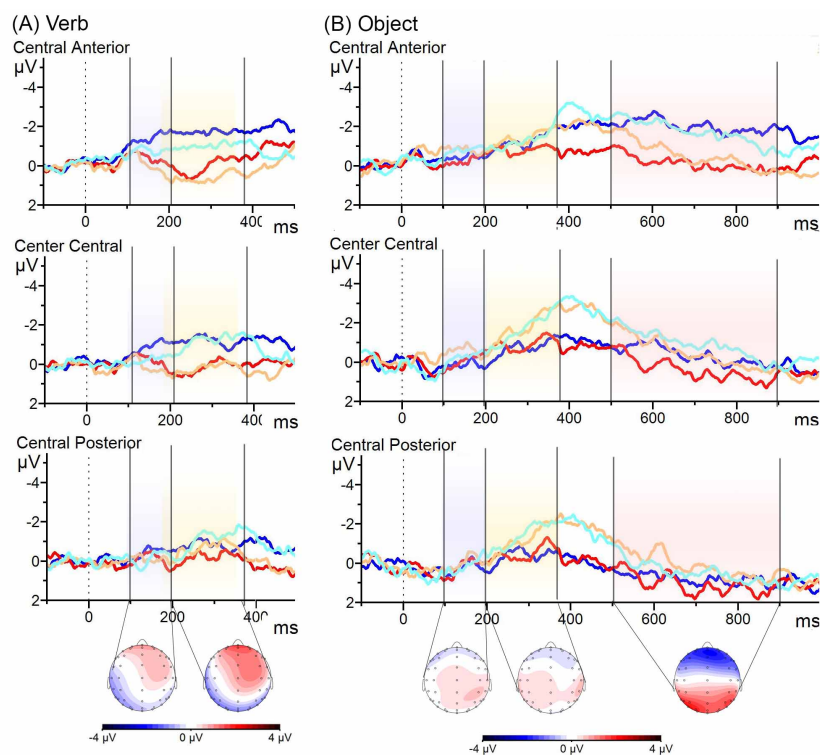 (A) Verb
Central Anterior
µV
-4
-2
0
2
0 200 400 ms
Center Central
µV
-4
-2
0
2
0 200 400 ms
Central Posterior
µV
-4
-2
0
2
0 200 400 ms
-4 µV 0 µV 4 µV
(B) Object
Central Anterior
µV
-4
-2
0
2
0 200 400 600 800 ms
Center Central
µV
-4
-2
0
2
0 200 400 600 800 ms
Central Posterior
µV
-4
-2
0
2
0 200 400 600 800 ms
-4 µV 0 µV 4 µV